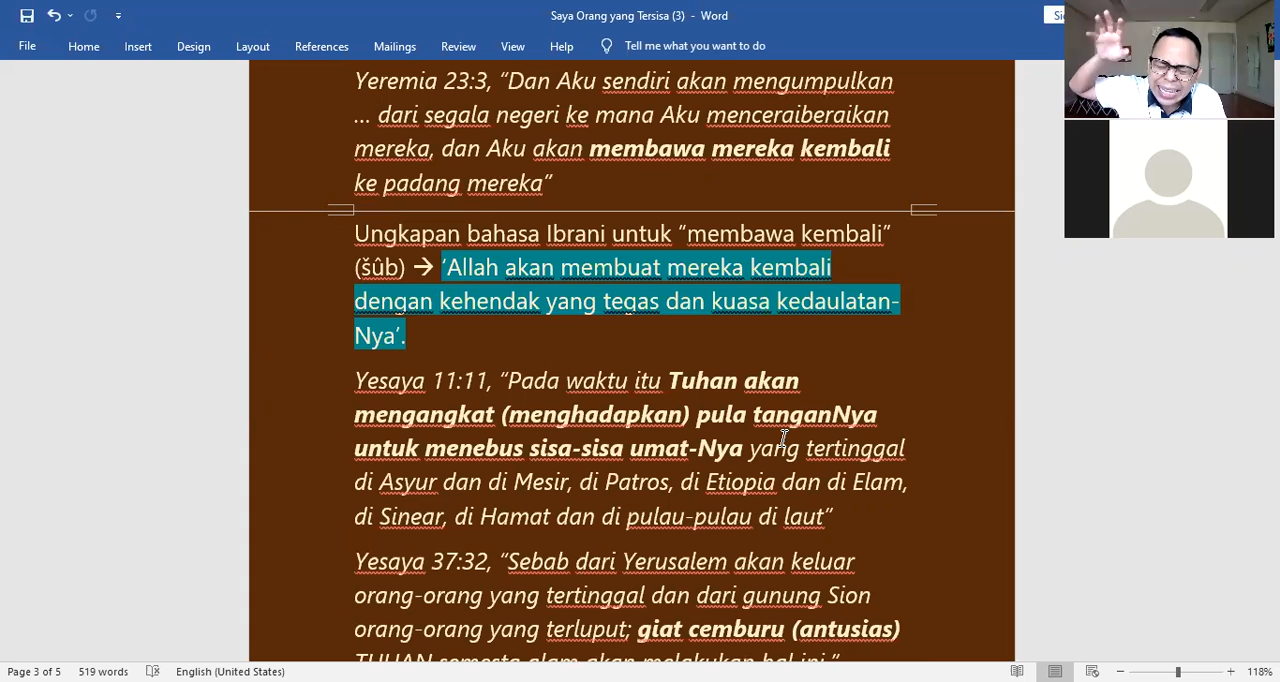 Saya Orang yang Tersisa (3) - Word
File Home Insert Design Layout References Mailings Review View Help Tell me what you want to do
Yeremia 23:3, “Dan Aku sendiri akan mengumpulkan
… dari segala negeri ke mana Aku menceraiberaikan
mereka, dan Aku akan membawa mereka kembali
ke padang mereka”
Ungkapan bahasa Ibrani untuk “membawa kembali”
(šûb) → ‘Allah akan membuat mereka kembali
dengan kehendak yang tegas dan kuasa kedaulatan-
Nya’.
Yesaya 11:11, “Pada waktu itu Tuhan akan
mengangkat (menghadapkan) pula tanganNya
untuk menebus sisa-sisa umat-Nya yang tertinggal
di Asyur dan di Mesir, di Patros, di Etiopia dan di Elam,
di Sinear, di Hamat dan di pulau-pulau di laut”
Yesaya 37:32, “Sebab dari Yerusalem akan keluar
orang-orang yang tertinggal dan dari gunung Sion
orang-orang yang terluput; giat cemburu (antusias)
TUHAN semesta alam akan melakukan hal ini.”
Page 3 of 5 519 words English (United States) 118%